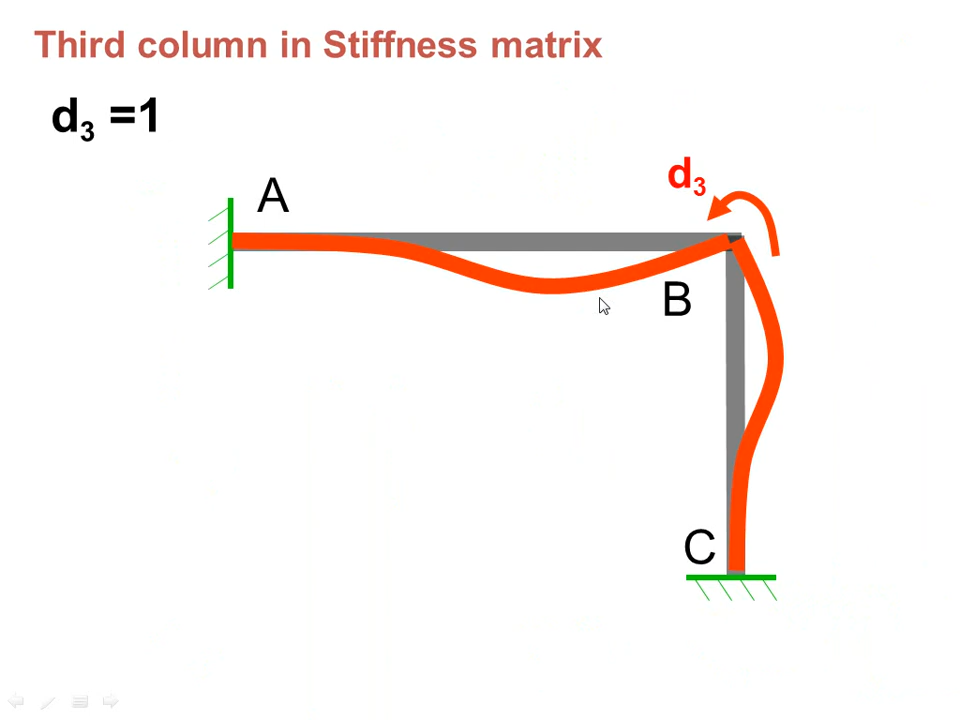 Third column in Stiffness matrix
d₃ =1
d₃
A
B
C